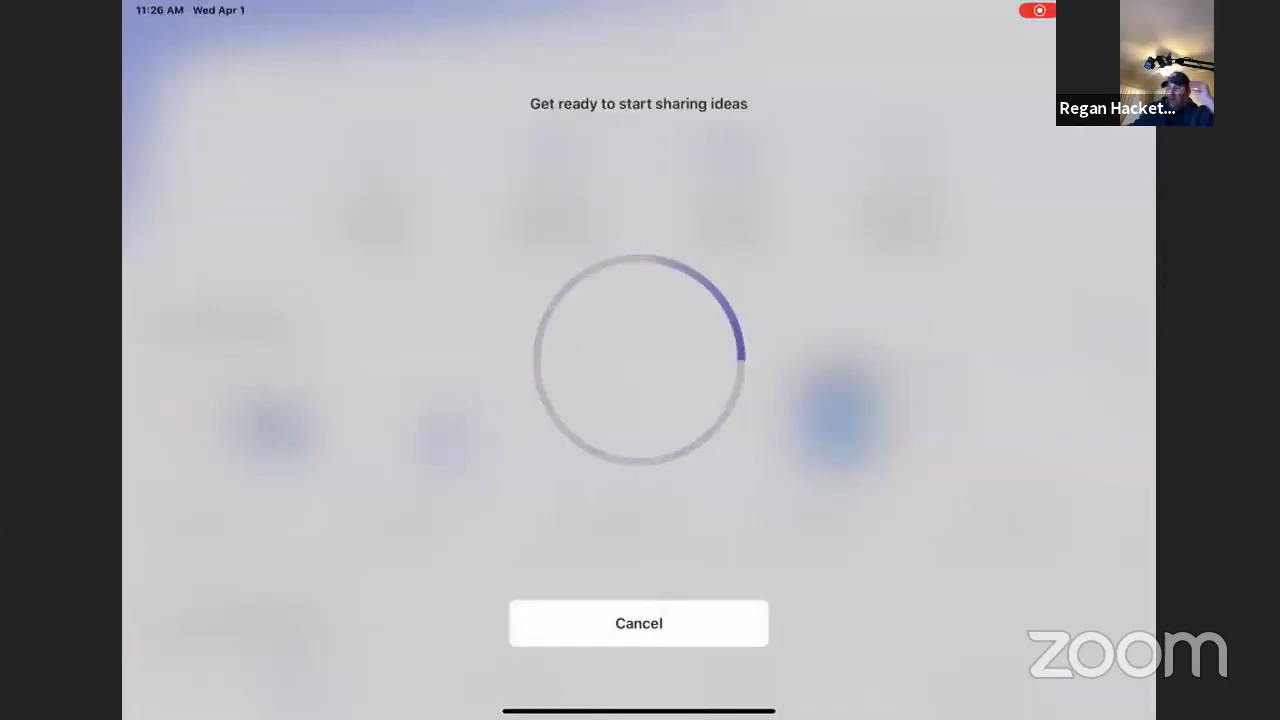 11:26 AM Wed Apr 1
Get ready to start sharing ideas
Regan Hacket...
Cancel
zoom